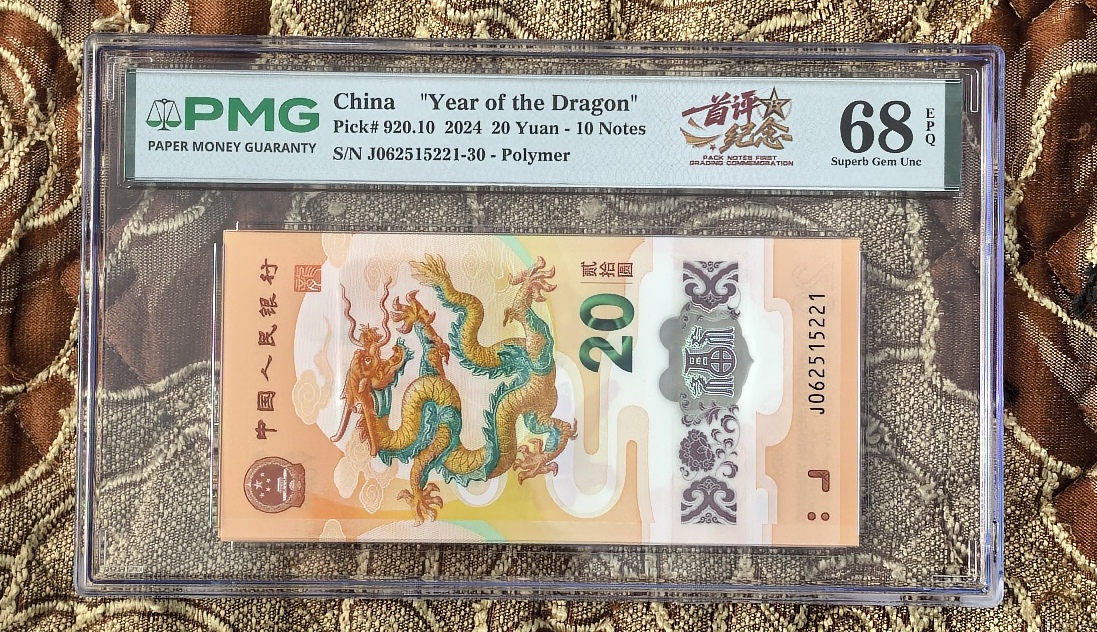 PMG
PAPER MONEY GUARANTY
China "Year of the Dragon"
Pick# 920.10 2024 20 Yuan - 10 Notes
S/N J062515221-30 - Polymer
首评
纪念
PACK NOTES FIRST
GRADING COMMEMORATION
68
EPQ
Superb Gem Unc
中国人民银行
贰拾圆
20
J062515221